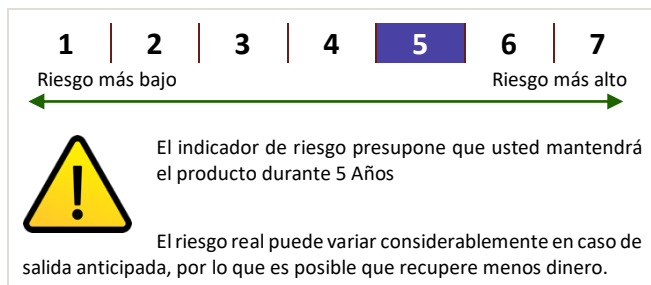 1 2 3 4 5 6 7
Riesgo más bajo Riesgo más alto
El indicador de riesgo presupone que usted mantendrá
el producto durante 5 Años
El riesgo real puede variar considerablemente en caso de
salida anticipada, por lo que es posible que recupere menos dinero.